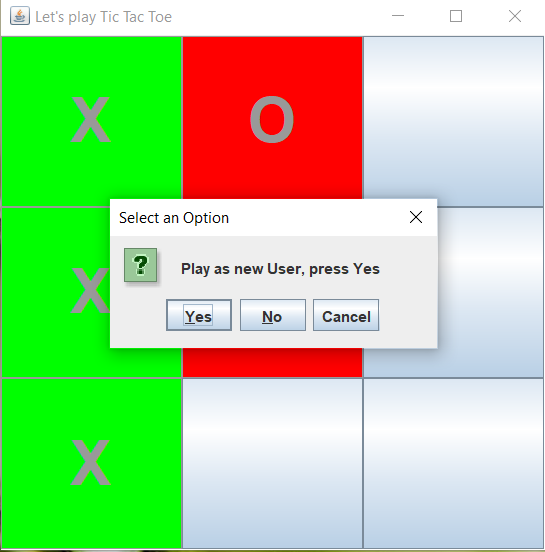 Let's play Tic Tac Toe
X O
Select an Option
?
Play as new User, press Yes
X
Yes No Cancel
X